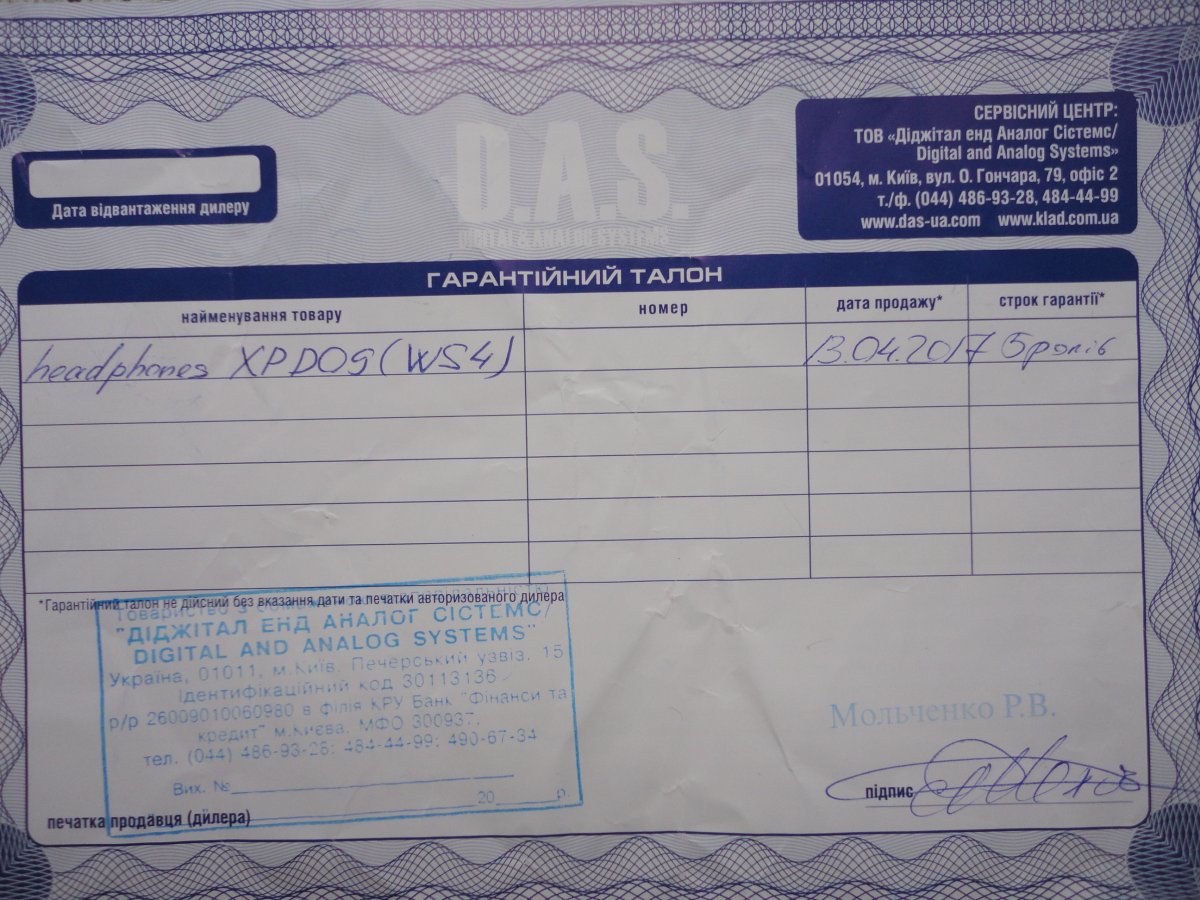 D.A.S.
DIGITAL & ANALOG SYSTEMS
СЕРВІСНИЙ ЦЕНТР:
ТОВ «Діджітал енд Аналог Сістемс/
Digital and Analog Systems»
01054, м. Київ, вул. О. Гончара, 79, офіс 2
т./ф. (044) 486-93-28, 484-44-99
www.das-ua.com www.klad.com.ua
Дата відвантаження дилеру
ГАРАНТІЙНИЙ ТАЛОН
найменування товару номер дата продажу* строк гарантії*
headphones XPDO9 (WS4) 13.04.2017 5 років
*Гарантійний талон не дійсний без вказання дати та печатки авторизованого дилера
Товариство з
"ДІДЖІТАЛ ЕНД АНАЛОГ СІСТЕМС/
DIGITAL AND ANALOG SYSTEMS"
Україна, 01011, м.Київ, Печерський узвіз, 15
ідентифікаційний код 30113136
р/р 26009010060980 в філія КРУ Банк "Фінанси та
кредит" м.Києва, МФО 300937,
тел. (044) 486-93-28; 484-44-99; 490-67-34
Вих. №
20 р.
Мольченко Р.В.
підпис
печатка продавця (дилера)